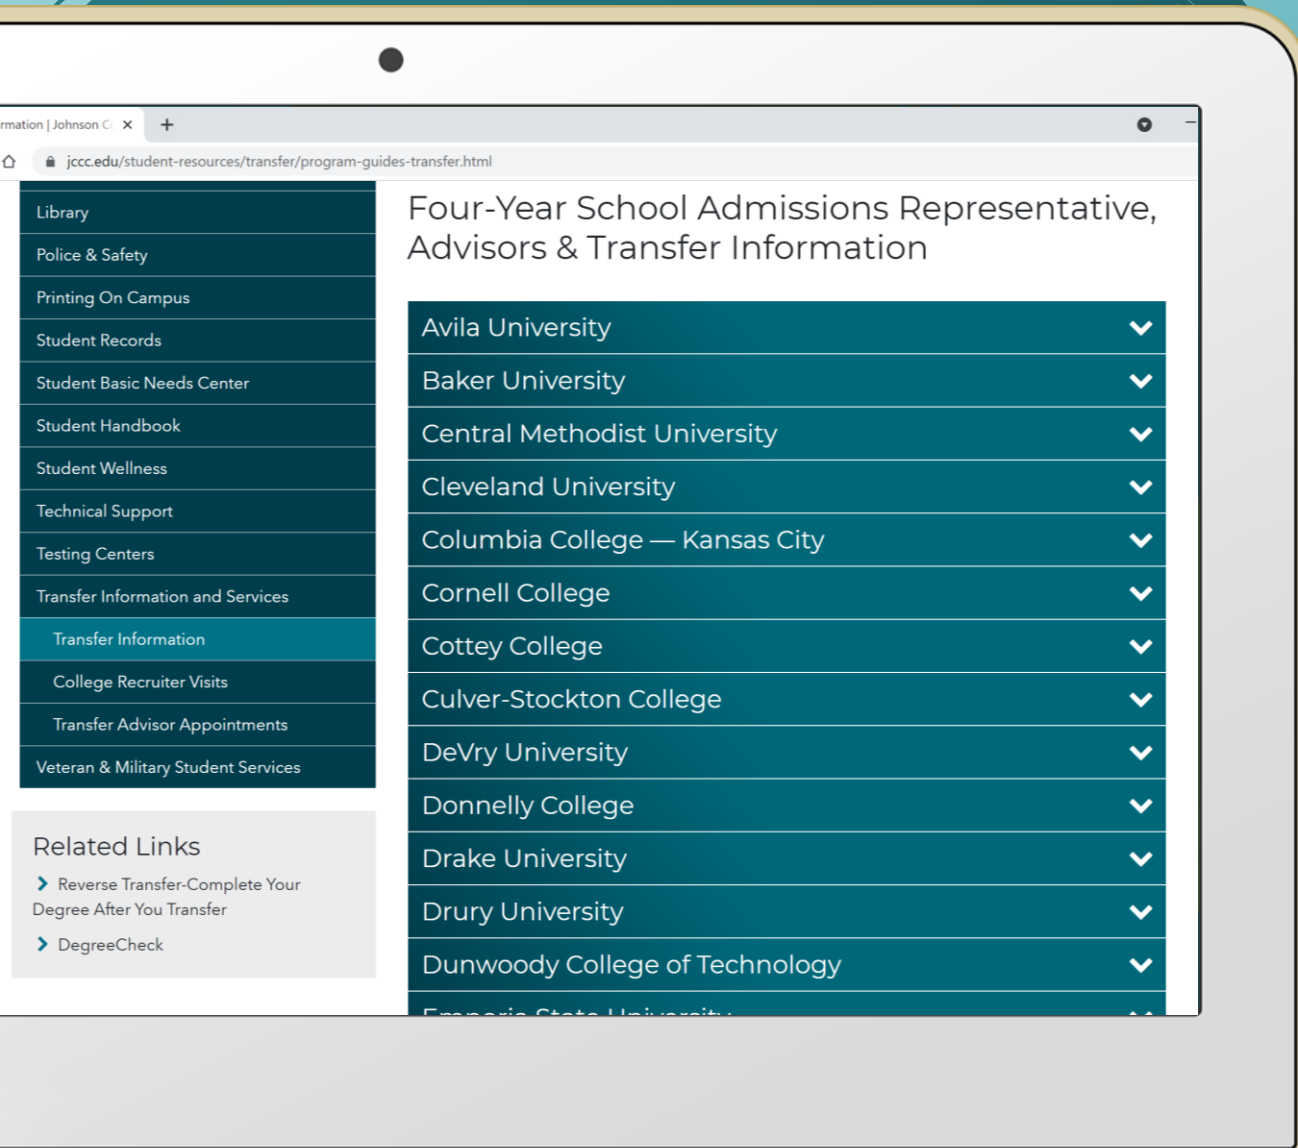 rmation | Johnson C
jccc.edu/student-resources/transfer/program-guides-transfer.html
Library
Police & Safety
Printing On Campus
Student Records
Student Basic Needs Center
Student Handbook
Student Wellness
Technical Support
Testing Centers
Transfer Information and Services
Transfer Information
College Recruiter Visits
Transfer Advisor Appointments
Veteran & Military Student Services
Related Links
Reverse Transfer-Complete Your
Degree After You Transfer
DegreeCheck
Four-Year School Admissions Representative,
Advisors & Transfer Information
Avila University
Baker University
Central Methodist University
Cleveland University
Columbia College — Kansas City
Cornell College
Cottey College
Culver-Stockton College
DeVry University
Donnelly College
Drake University
Drury University
Dunwoody College of Technology
Emporia State University